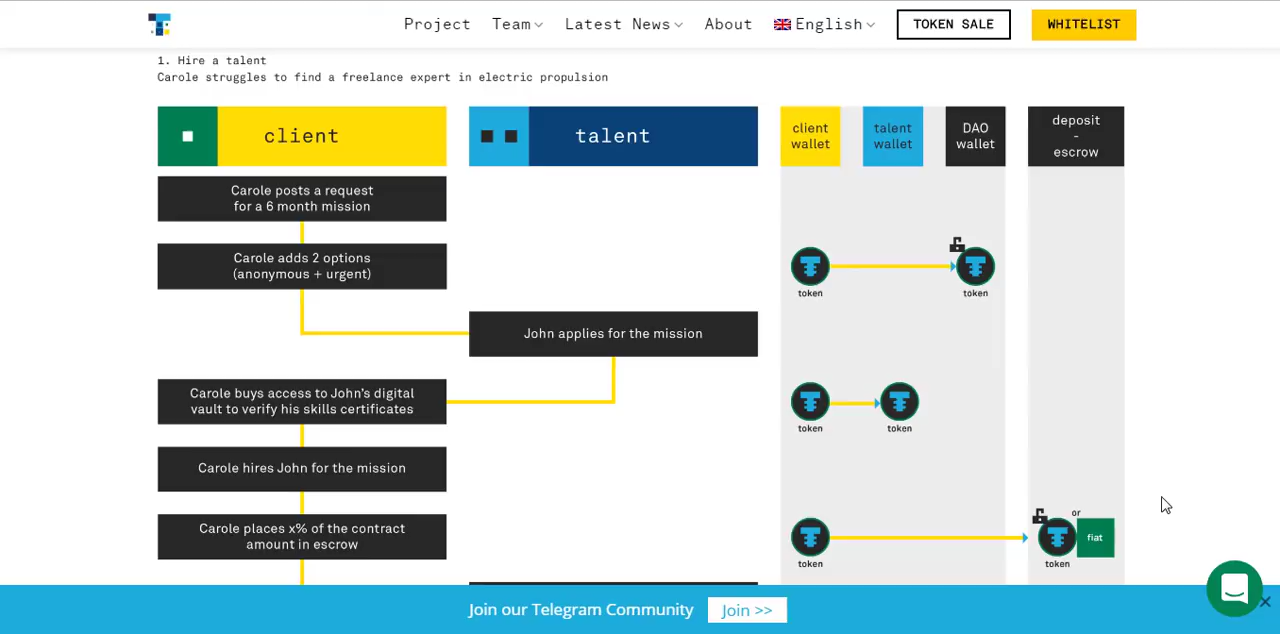 Project
Team
Latest News
About
English
TOKEN SALE
WHITELIST
1. Hire a talent
Carole struggles to find a freelance expert in electric propulsion
client
talent
client
wallet
talent
wallet
DAO
wallet
deposit
-
escrow
Carole posts a request
for a 6 month mission
Carole adds 2 options
(anonymous + urgent)
token
token
John applies for the mission
Carole buys access to John's digital
vault to verify his skills certificates
token
token
Carole hires John for the mission
Carole places x% of the contract
amount in escrow
or
fiat
token
token
Join our Telegram Community
Join >>